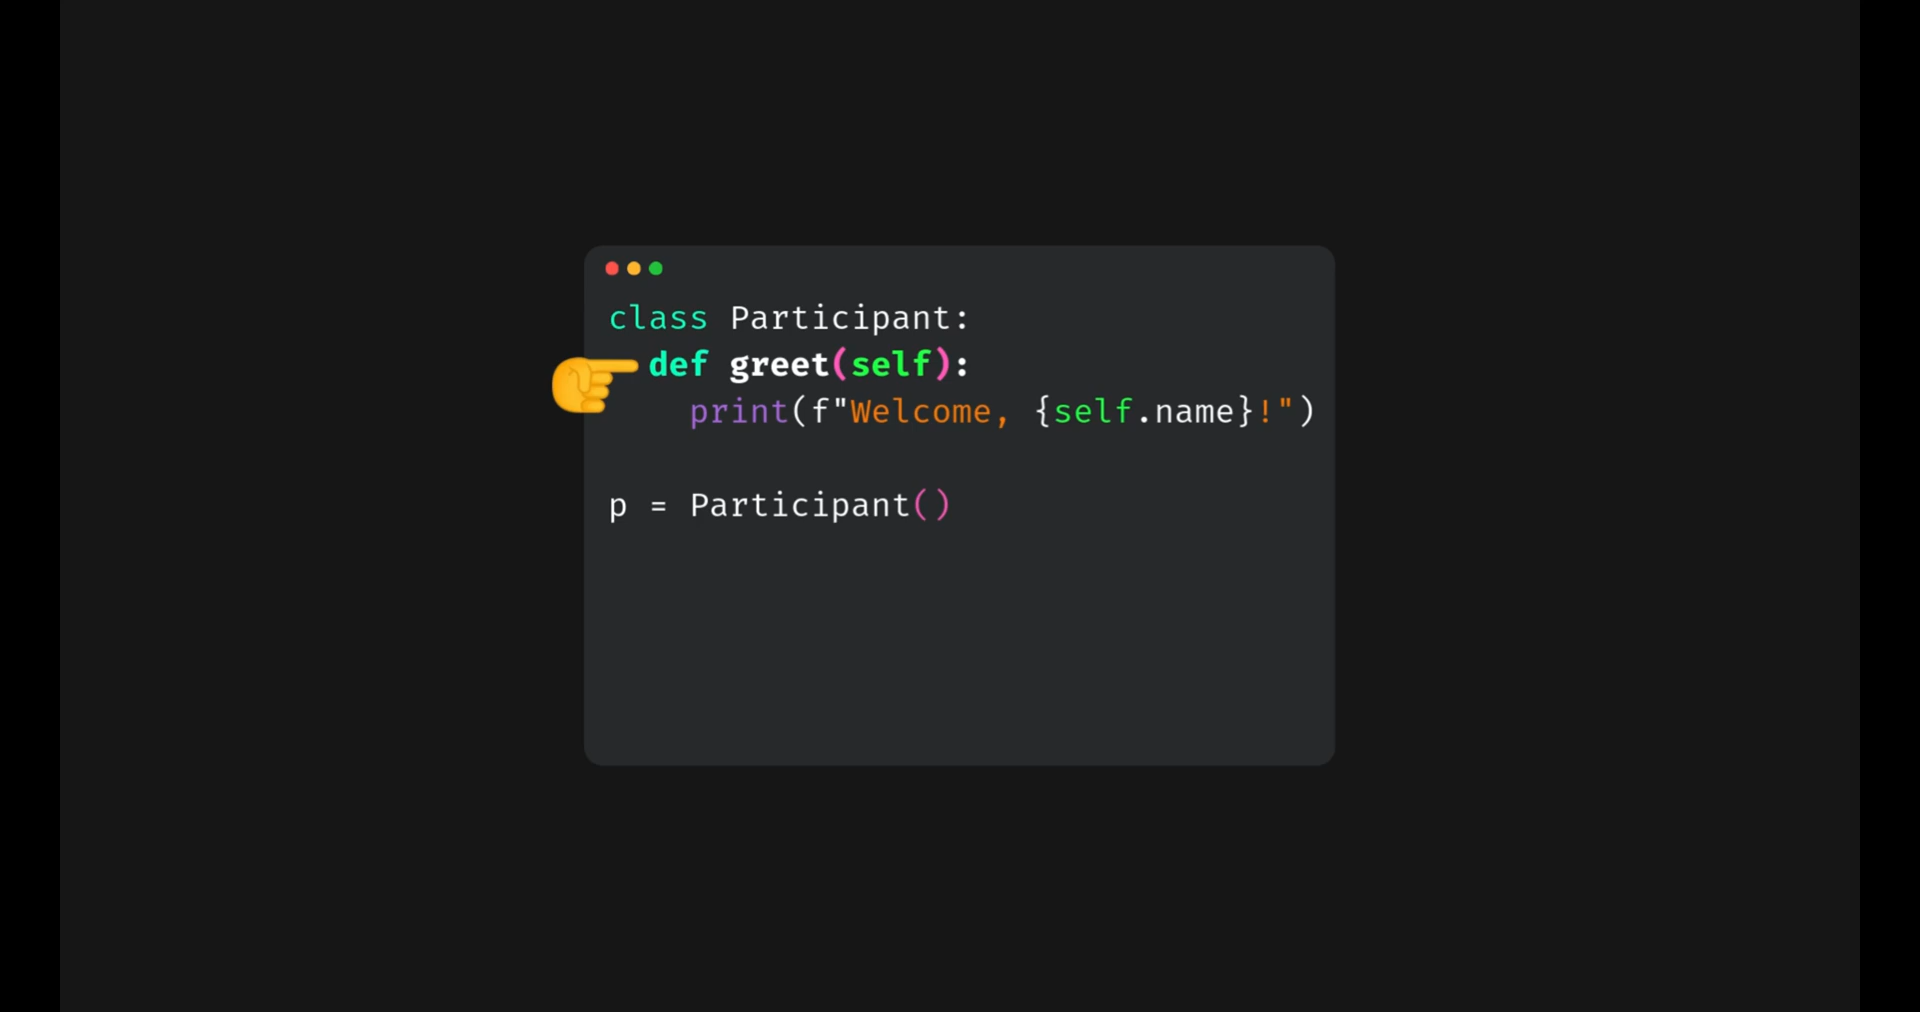 class Participant:
def greet(self):
print(f"Welcome, {self.name}!")
p = Participant()